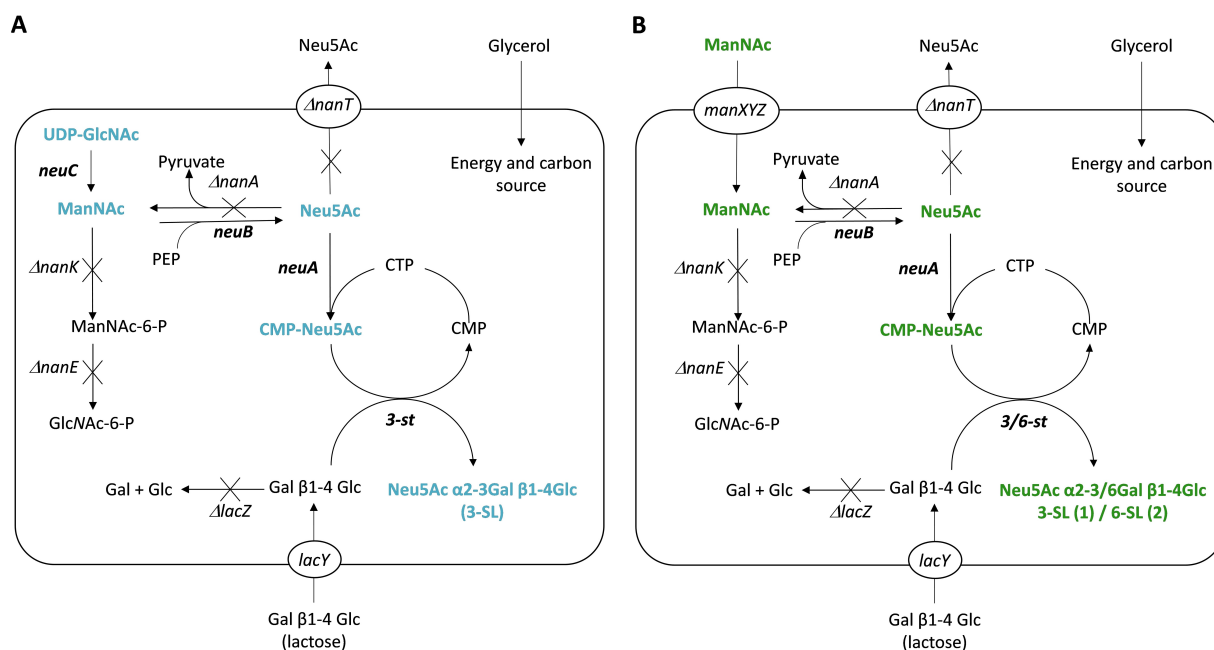 A
Neu5Ac
Glycerol
ΔnanT
UDP-GlcNAc
neuC
Pyruvate
ΔnanA
Energy and carbon
source
ManNAc
Neu5Ac
neuB
PEP
ΔnanK
neuA
CTP
ManNAc-6-P
CMP-Neu5Ac
CMP
ΔnanE
GlcNAc-6-P
3-st
Gal + Glc
ΔlacZ
Gal β1-4 Glc
Neu5Ac α2-3Gal β1-4Glc
(3-SL)
lacY
Gal β1-4 Glc
(lactose)
B
ManNAc
Neu5Ac
Glycerol
manXYZ
ΔnanT
Pyruvate
ΔnanA
Energy and carbon
source
ManNAc
Neu5Ac
neuB
PEP
ΔnanK
neuA
CTP
ManNAc-6-P
CMP-Neu5Ac
CMP
ΔnanE
GlcNAc-6-P
3/6-st
Gal + Glc
ΔlacZ
Gal β1-4 Glc
Neu5Ac α2-3/6Gal β1-4Glc
3-SL (1) / 6-SL (2)
lacY
Gal β1-4 Glc
(lactose)